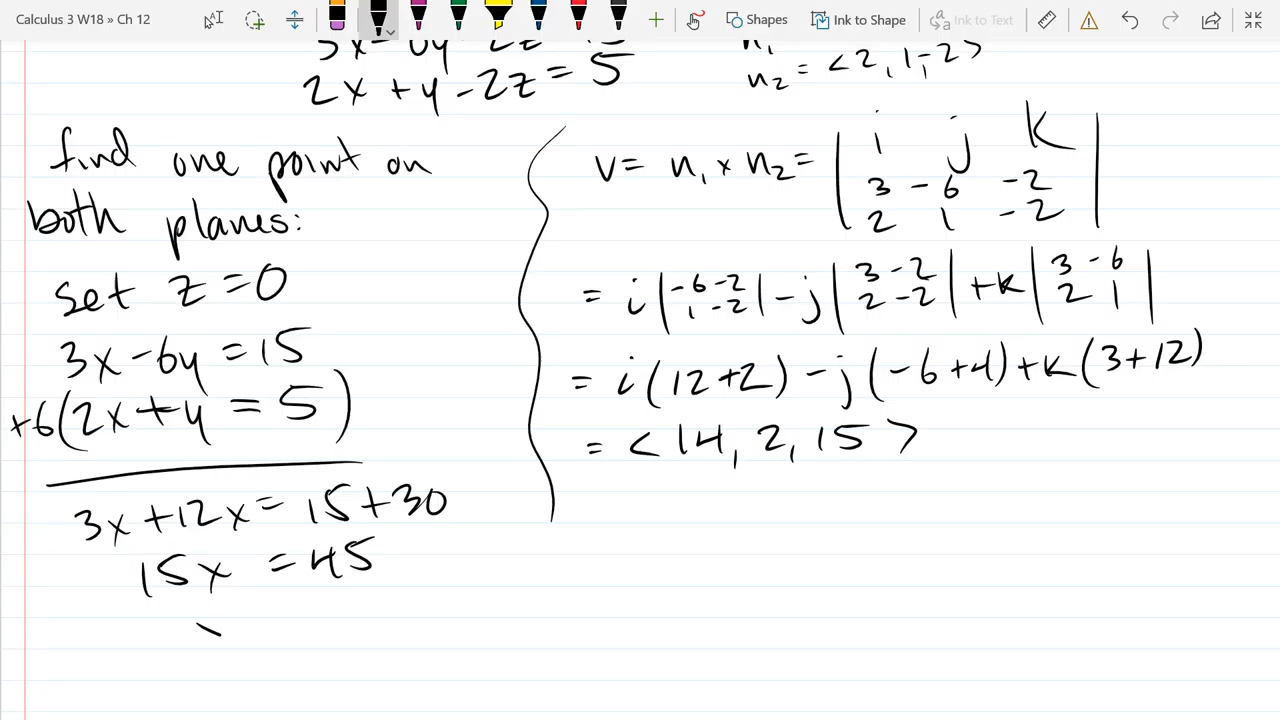 Calculus 3 W18 » Ch 12
Shapes
Ink to Shape
Ink to Text
2x + y - 2z = 5
n₂ = <2, 1, -2>
find one point on
both planes:
set z = 0
3x - 6y = 15
+6(2x + y = 5)
3x + 12x = 15 + 30
15x = 45
v = n₁ × n₂ = | i j k
3 -6 -2
2 1 -2 |
= i | -6 -2
1 -2 | - j | 3 -2
2 -2 | + k | 3 -6
2 1 |
= i(12+2) - j(-6+4) + k(3+12)
= <14, 2, 15>